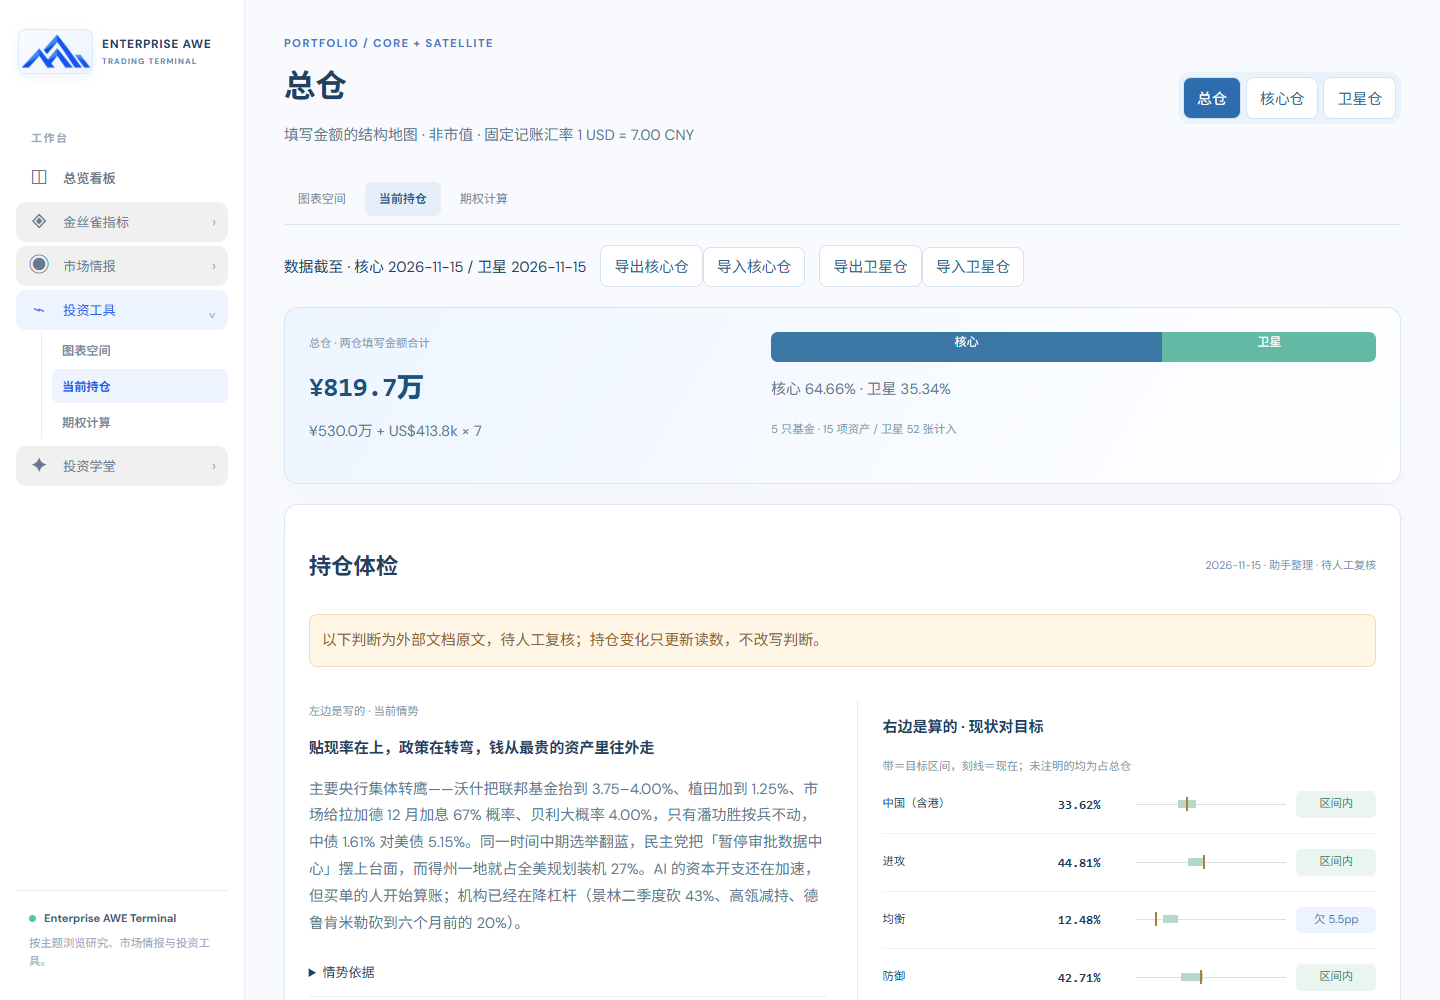 ENTERPRISE AWE
TRADING TERMINAL
工作台
总览看板
金丝雀指标
市场情报
投资工具
图表空间
当前持仓
期权计算
投资学堂
Enterprise AWE Terminal
按主题浏览研究、市场情报与投资工
具。
PORTFOLIO / CORE + SATELLITE
总仓
填写金额的结构地图 · 非市值 · 固定记账汇率 1 USD = 7.00 CNY
总仓 核心仓 卫星仓
图表空间 当前持仓 期权计算
数据截至 · 核心 2026-11-15 / 卫星 2026-11-15 导出核心仓 导入核心仓 导出卫星仓 导入卫星仓
总仓 · 两仓填写金额合计
¥819.7万
¥530.0万 + US$413.8k × 7
核心 卫星
核心 64.66% · 卫星 35.34%
5 只基金 · 15 项资产 / 卫星 52 张计入
持仓体检
2026-11-15 · 助手整理 · 待人工复核
以下判断为外部文档原文，待人工复核；持仓变化只更新读数，不改写判断。
左边是写的 · 当前情势
贴现率在上，政策在转弯，钱从最贵的资产里往外走
主要央行集体转鹰——沃什把联邦基金抬到 3.75–4.00%、植田加到 1.25%、市
场给拉加德 12 月加息 67% 概率、贝利大概率 4.00%，只有潘功胜按兵不动，
中债 1.61% 对美债 5.15%。同一时间中期选举翻蓝，民主党把「暂停审批数据中
心」摆上台面，而得州一地就占全美规划装机 27%。AI 的资本开支还在加速，
但买单的人开始算账；机构已经在降杠杆（景林二季度砍 43%、高瓴减持、德
鲁肯米勒砍到六个月前的 20%）。
情势依据
右边是算的 · 现状对目标
带＝目标区间，刻线＝现在；未注明的均为占总仓
中国（含港） 33.62% 区间内
进攻 44.81% 区间内
均衡 12.48% 欠 5.5pp
防御 42.71% 区间内